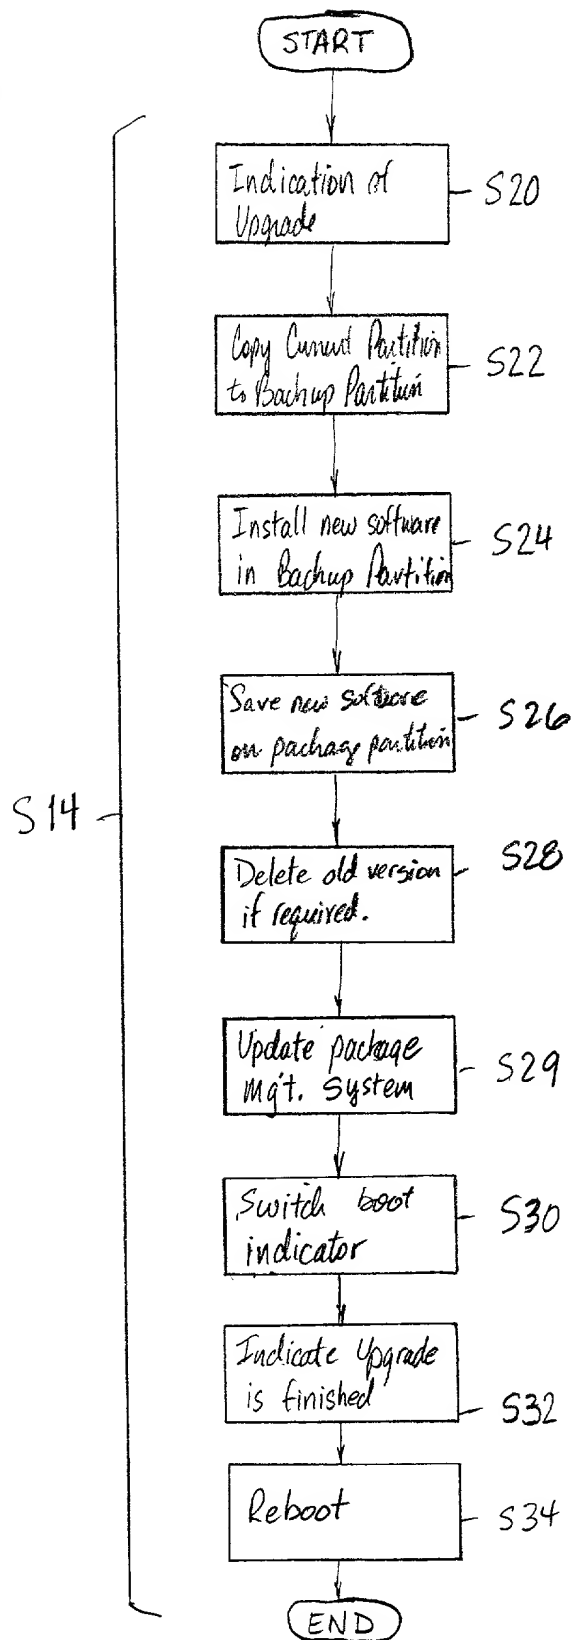 START
Indication of
Upgrade
S20
Copy Current Partition
to Backup Partition
S22
Install new software
in Backup Partition
S24
Save new software
on package partition
S26
S14
Delete old version
if required.
S28
Update package
Mg't. System
S29
Switch boot
indicator
S30
Indicate Upgrade
is finished
S32
Reboot
S34
END